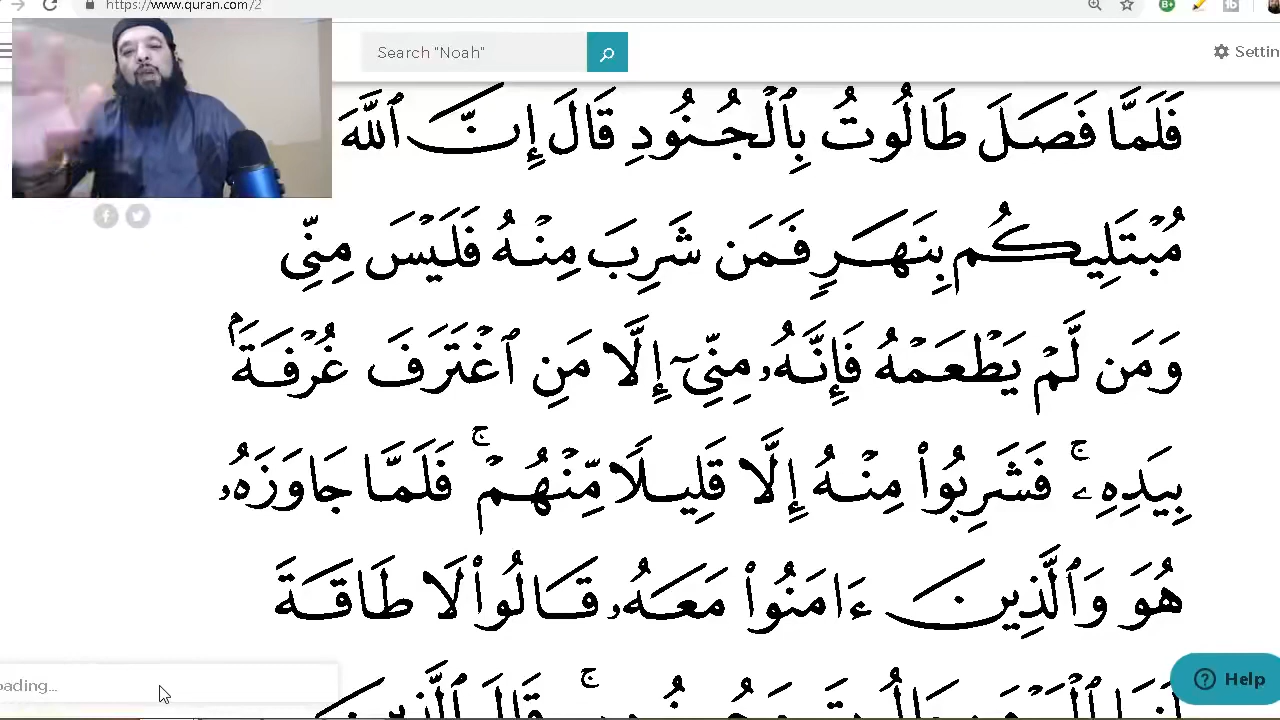 https://www.quran.com/2
Search "Noah"
Settin
فَلَمَّا فَصَلَ طَالُوتُ بِٱلْجُنُودِ قَالَ إِنَّ ٱللَّهَ
مُبْتَلِيكُم بِنَهَرٍ فَمَن شَرِبَ مِنْهُ فَلَيْسَ مِنِّي
وَمَن لَّمْ يَطْعَمْهُ فَإِنَّهُۥ مِنِّىٓ إِلَّا مَنِ ٱغْتَرَفَ غُرْفَةَۢ
بِيَدِهِۦ ۚ فَشَرِبُوا۟ مِنْهُ إِلَّا قَلِيلًا مِّنْهُمْ ۚ فَلَمَّا جَاوَزَهُۥ
هُوَ وَٱلَّذِينَ ءَامَنُوا۟ مَعَهُۥ قَالُوا۟ لَا طَاقَةَ
oading...
Help